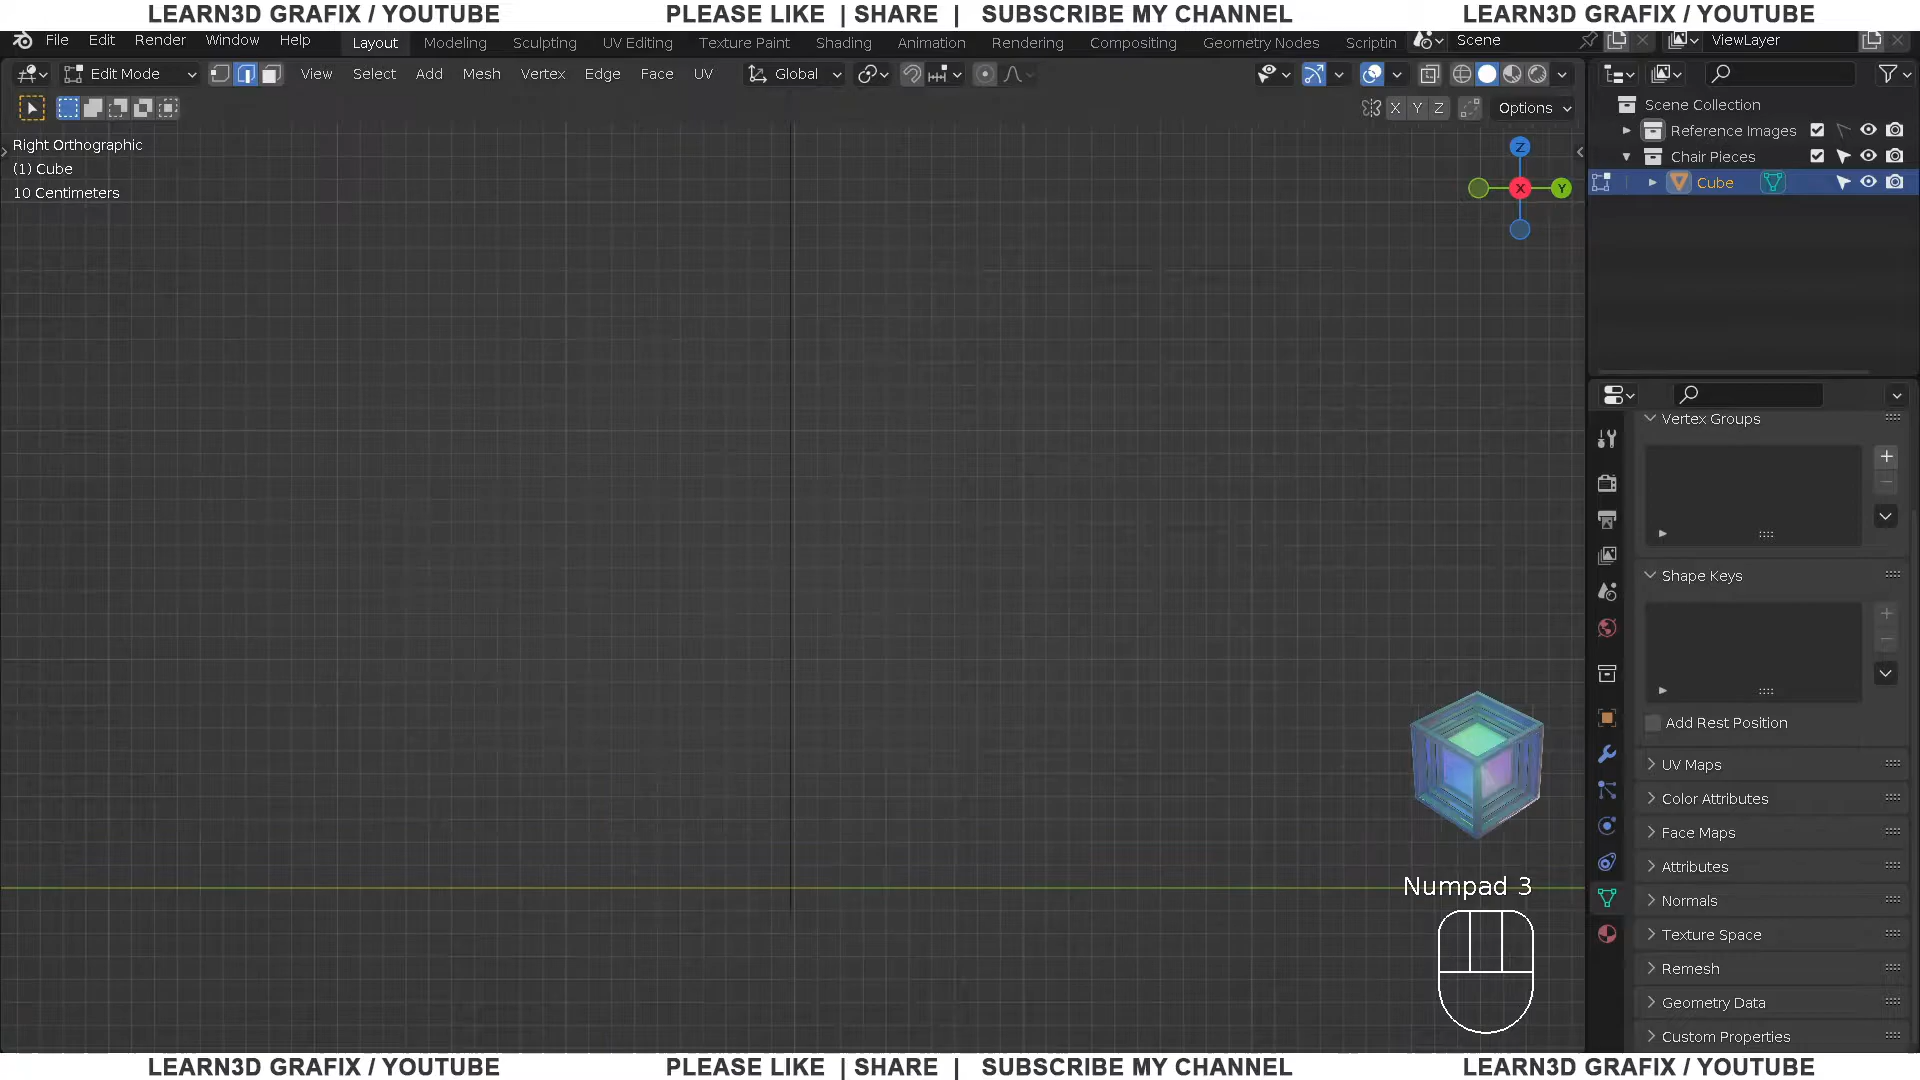 LEARN3D GRAFIX / YOUTUBE PLEASE LIKE | SHARE | SUBSCRIBE MY CHANNEL LEARN3D GRAFIX / YOUTUBE
File Edit Render Window Help Layout Modeling Sculpting UV Editing Texture Paint Shading Animation Rendering Compositing Geometry Nodes Scriptin Scene ViewLayer
Edit Mode View Select Add Mesh Vertex Edge Face UV Global
X Y Z Options
Scene Collection
Reference Images
Chair Pieces
Cube
Right Orthographic
(1) Cube
10 Centimeters
Z
X
Y
Vertex Groups
Shape Keys
Add Rest Position
UV Maps
Color Attributes
Face Maps
Attributes
Normals
Texture Space
Remesh
Geometry Data
Custom Properties
Numpad 3
LEARN3D GRAFIX / YOUTUBE PLEASE LIKE | SHARE | SUBSCRIBE MY CHANNEL LEARN3D GRAFIX / YOUTUBE